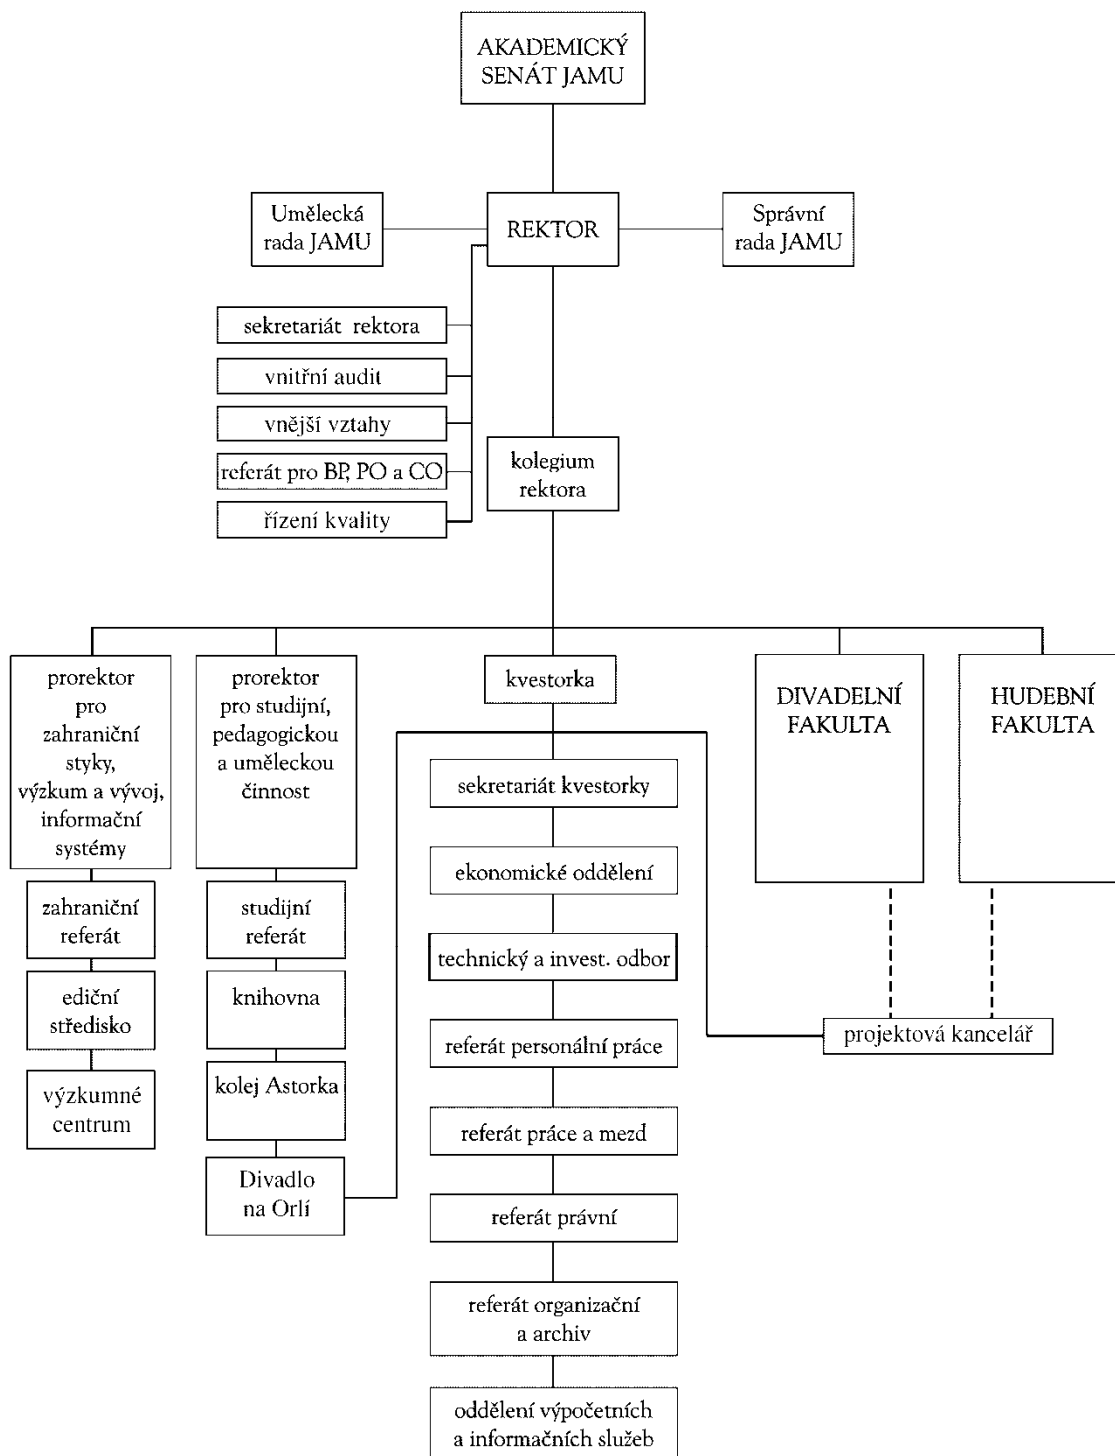 AKADEMICKÝ
SENÁT JAMU
Umělecká
rada JAMU
REKTOR
Správní
rada JAMU
sekretariát rektora
vnitřní audit
vnější vztahy
referát pro BP, PO a CO
řízení kvality
kolegium
rektora
prorektor
pro
zahraniční
styky,
výzkum a vývoj,
informační
systémy
prorektor
pro studijní,
pedagogickou
a uměleckou
činnost
kvestorka
DIVADELNÍ
FAKULTA
HUDEBNÍ
FAKULTA
zahraniční
referát
ediční
středisko
výzkumné
centrum
studijní
referát
knihovna
kolej Astorka
Divadlo
na Orlí
sekretariát kvestorky
ekonomické oddělení
technický a invest. odbor
referát personální práce
referát práce a mezd
referát právní
referát organizační
a archiv
oddělení výpočetních
a informačních služeb
projektová kancelář